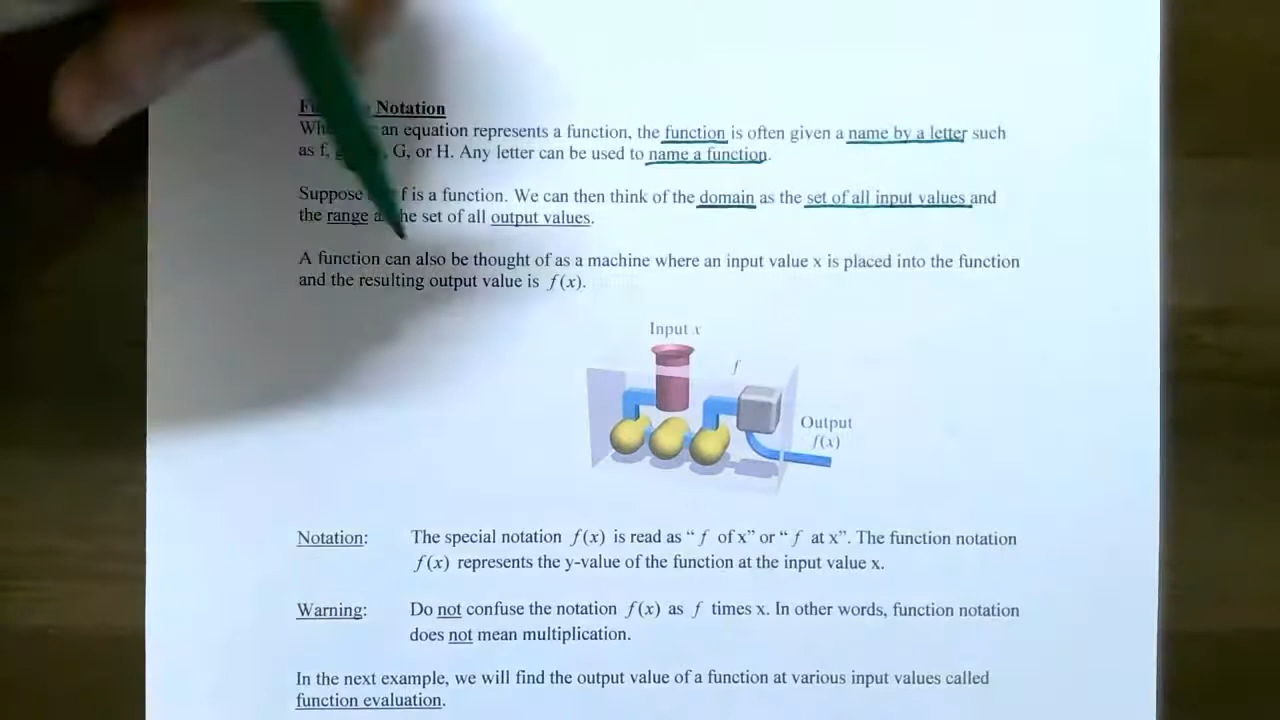 Notation
an equation represents a function, the function is often given a name by a letter such
as f, G, or H. Any letter can be used to name a function.
Suppose f is a function. We can then think of the domain as the set of all input values and
the range the set of all output values.
A function can also be thought of as a machine where an input value x is placed into the function
and the resulting output value is f(x).
Input x
f
Output
f(x)
Notation: The special notation f(x) is read as “ f of x” or “ f at x”. The function notation
f(x) represents the y-value of the function at the input value x.
Warning: Do not confuse the notation f(x) as f times x. In other words, function notation
does not mean multiplication.
In the next example, we will find the output value of a function at various input values called
function evaluation.